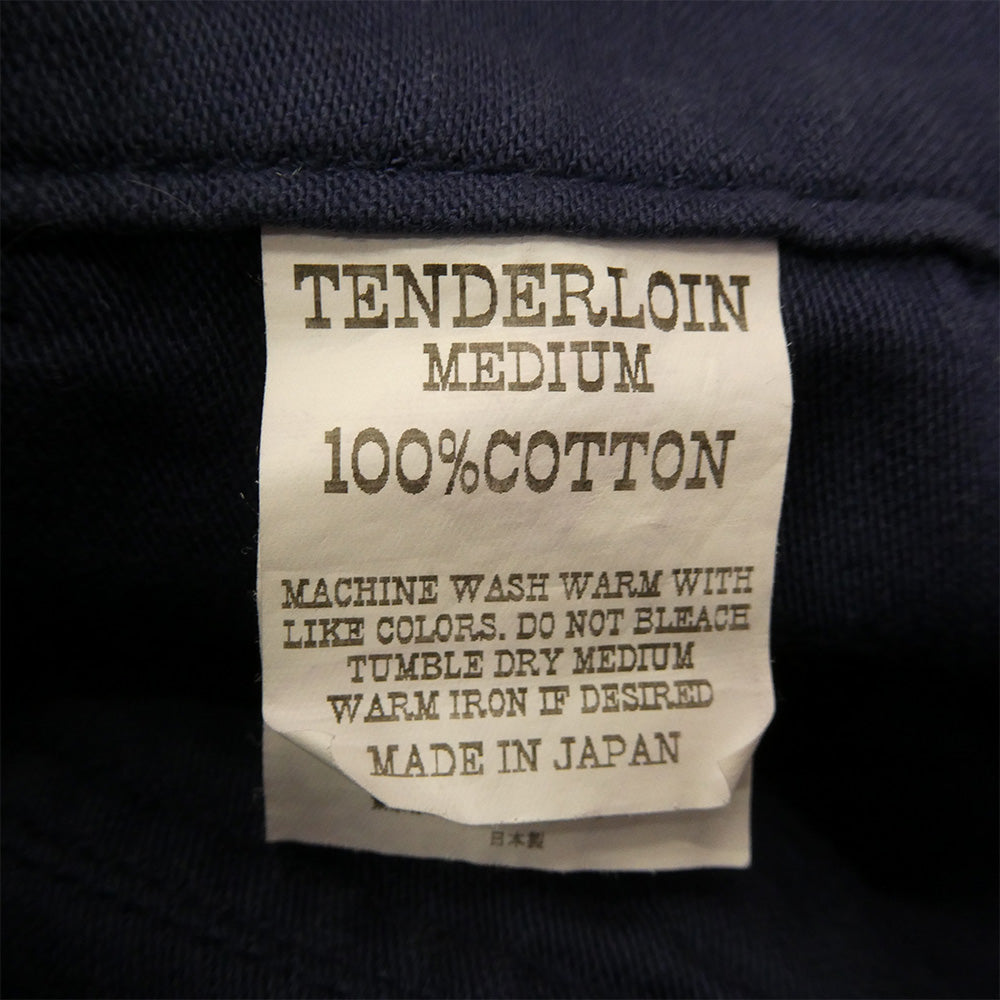 TENDERLOIN
MEDIUM
100%COTTON
MACHINE WASH WARM WITH
LIKE COLORS. DO NOT BLEACH
TUMBLE DRY MEDIUM
WARM IRON IF DESIRED
MADE IN JAPAN
日本製